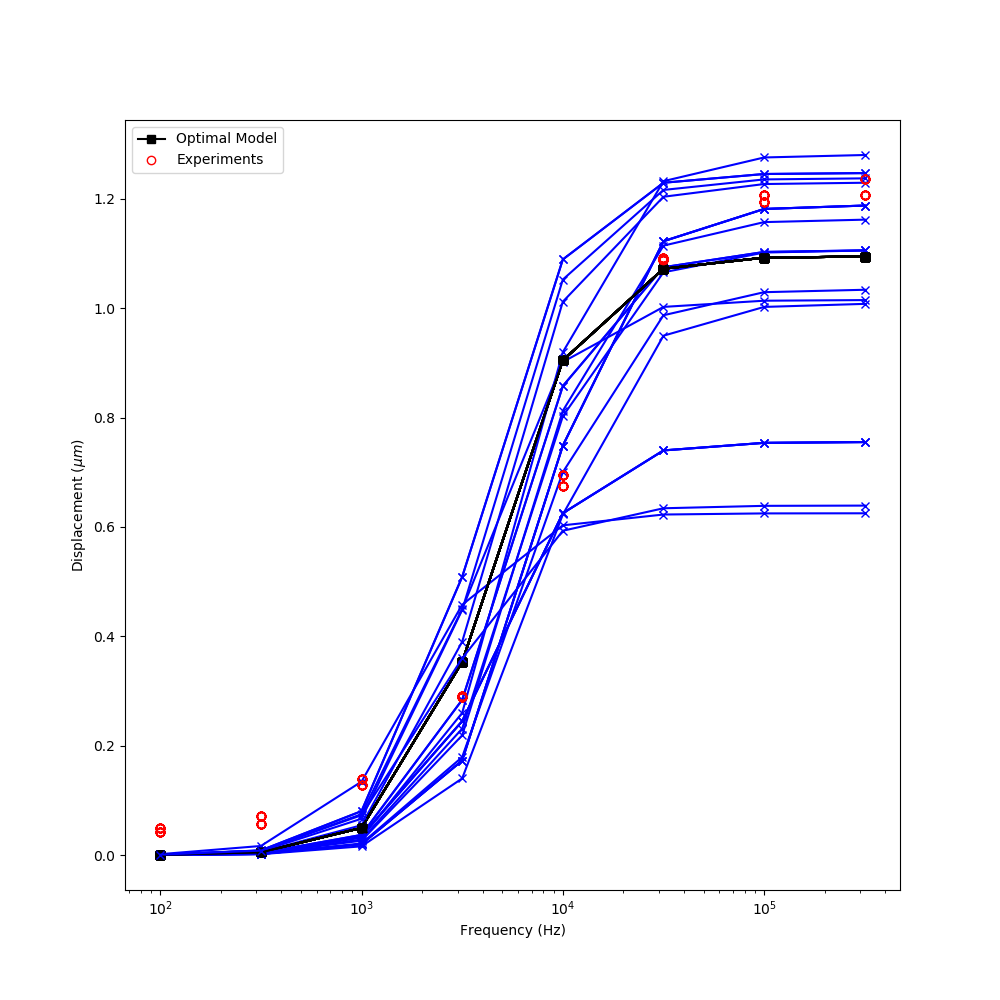 Optimal Model
Experiments
Displacement (μm)
1.2
1.0
0.8
0.6
0.4
0.2
0.0
10²
10³
10⁴
10⁵
Frequency (Hz)